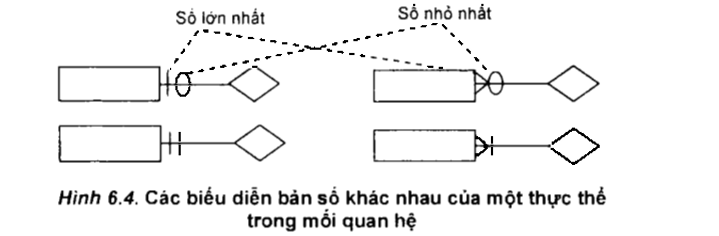 Số lớn nhất
Số nhỏ nhất
Hình 6.4. Các biểu diễn bản số khác nhau của một thực thể
trong mối quan hệ